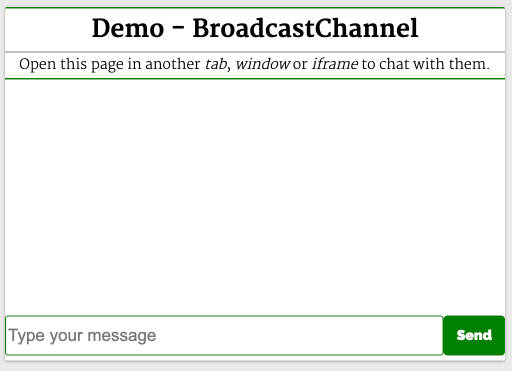 Demo - BroadcastChannel
Open this page in another tab, window or iframe to chat with them.
Type your message
Send